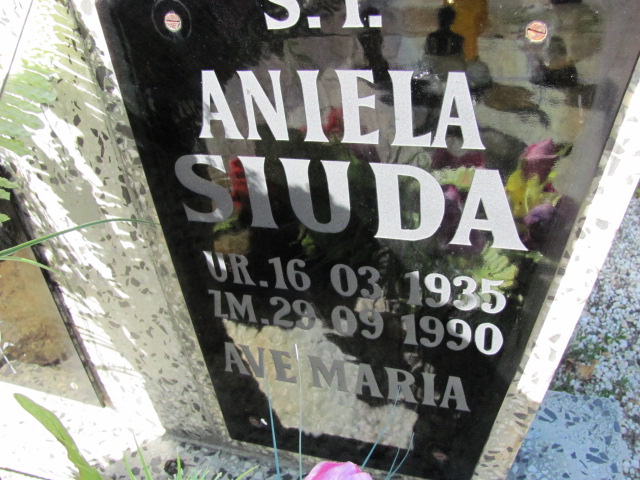 Ś. P.
ANIELA
SIUDA
UR. 16 03 1935
ZM. 29 09 1990
AVE MARIA